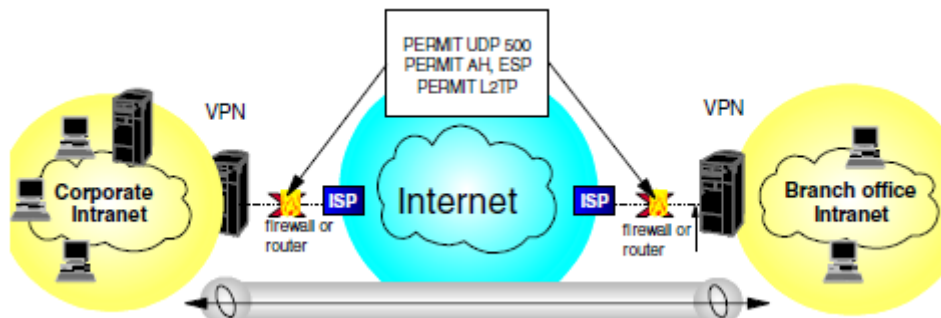 PERMIT UDP 500
PERMIT AH, ESP
PERMIT L2TP
VPN
VPN
Corporate
Intranet
ISP
Internet
ISP
Branch office
Intranet
firewall or
router
firewall or
router